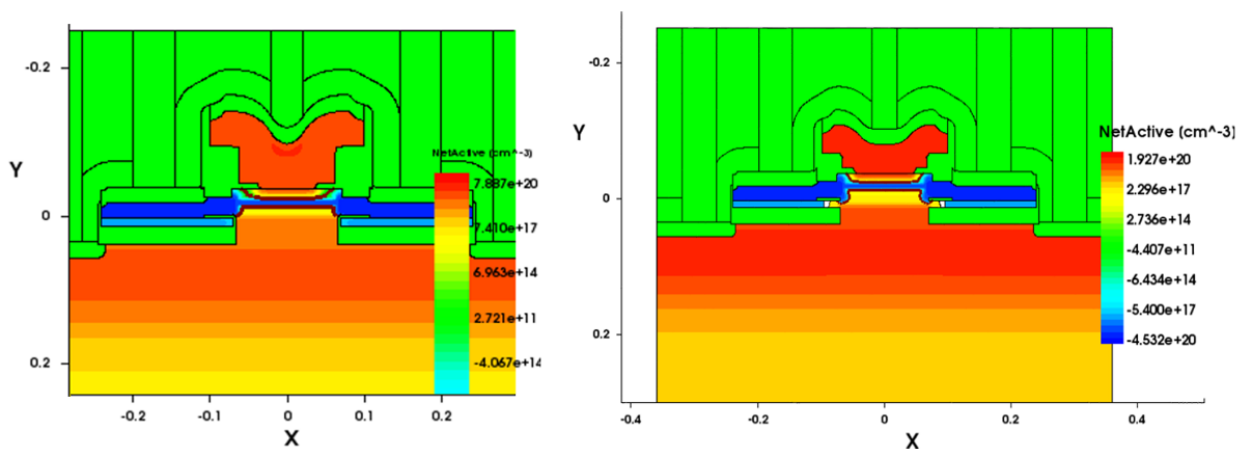 -0.2
Y
0
0.2
-0.2
-0.1
0
0.1
0.2
X
NetActive (cm^-3)
7.887e+20
7.410e+17
6.963e+14
2.721e+11
-4.067e+14
-0.2
Y
0
0.2
-0.4
-0.2
0
0.2
0.4
X
NetActive (cm^-3)
1.927e+20
2.296e+17
2.736e+14
-4.407e+11
-6.434e+14
-5.400e+17
-4.532e+20